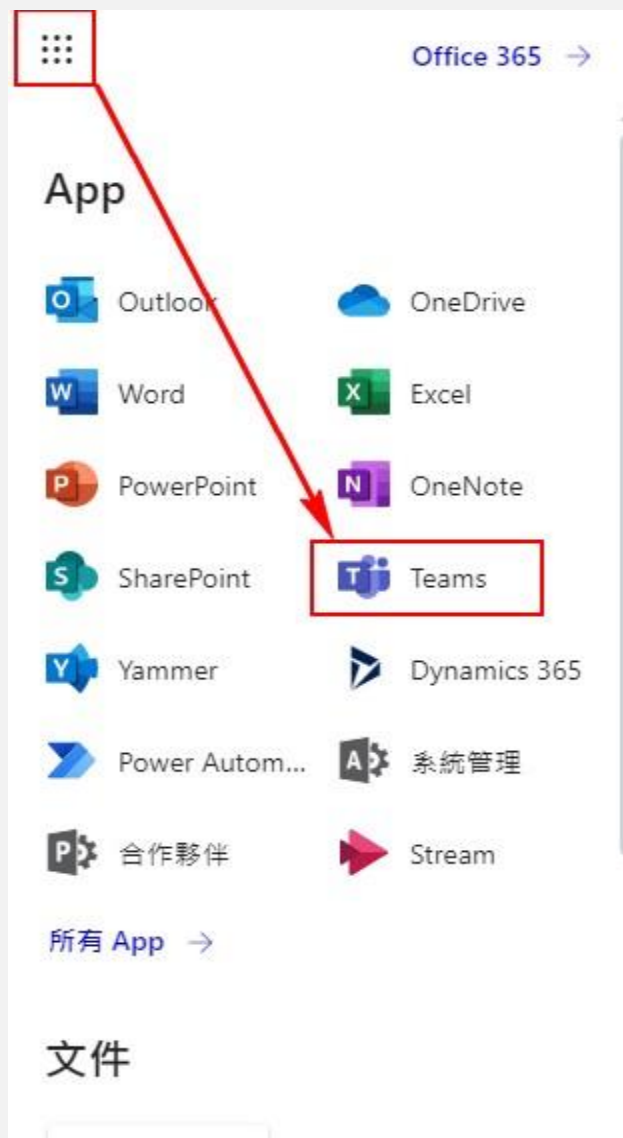 Office 365 →
App
Outlook OneDrive
Word Excel
PowerPoint OneNote
SharePoint Teams
Yammer Dynamics 365
Power Autom... 系統管理
合作夥伴 Stream
所有 App →
文件